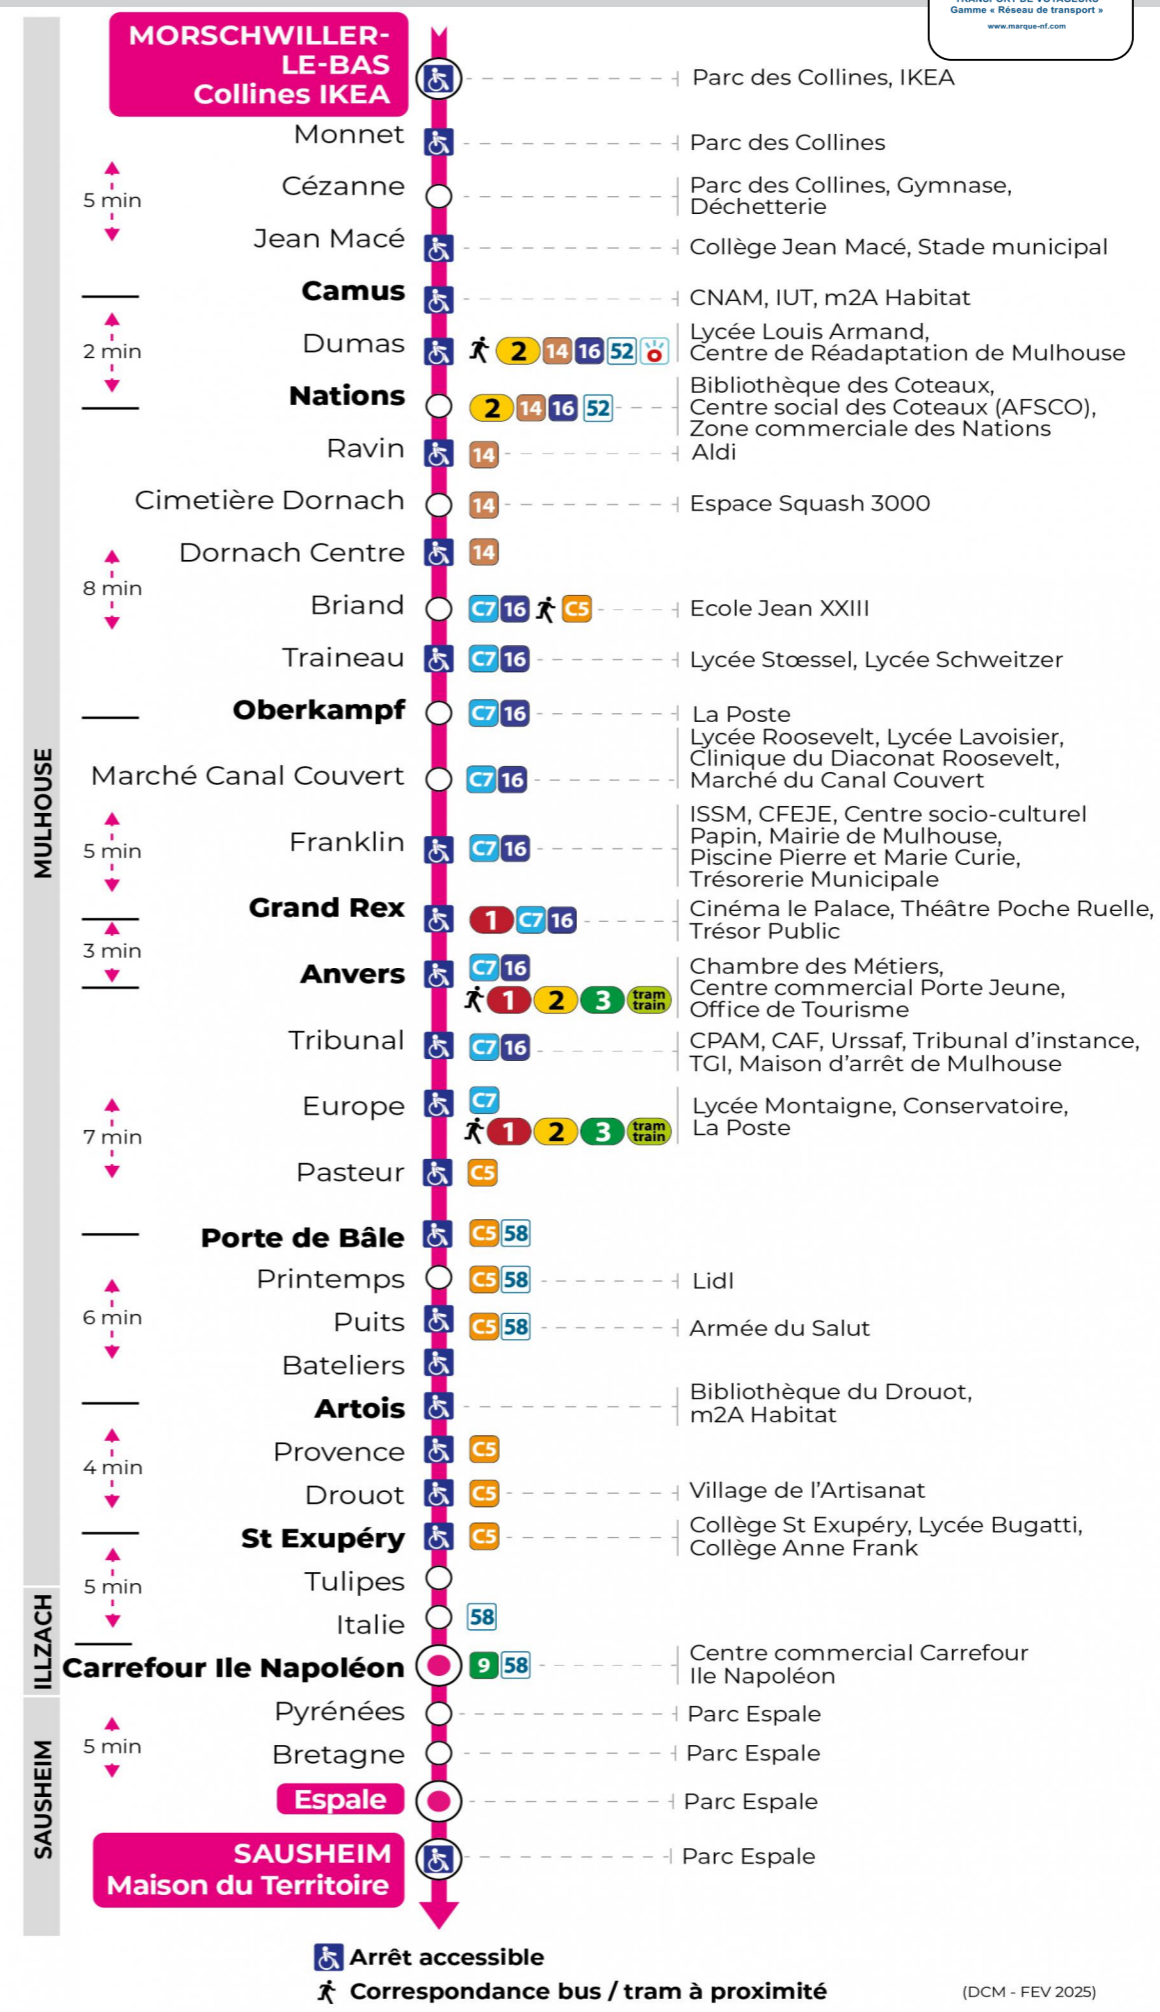 Gamme « Réseau de transport »
www.marque-nf.com
MORSCHWILLER-
LE-BAS
Collines IKEA
Parc des Collines, IKEA
Monnet
Parc des Collines
5 min
Cézanne
Parc des Collines, Gymnase,
Déchetterie
Jean Macé
Collège Jean Macé, Stade municipal
Camus
CNAM, IUT, m2A Habitat
2 min
Dumas
2 14 16 52
Lycée Louis Armand,
Centre de Réadaptation de Mulhouse
Nations
2 14 16 52
Bibliothèque des Coteaux,
Centre social des Coteaux (AFSCO),
Zone commerciale des Nations
Ravin
14
Aldi
Cimetière Dornach
14
Espace Squash 3000
Dornach Centre
14
8 min
Briand
C7 16 C5
Ecole Jean XXIII
Traineau
C7 16
Lycée Stœssel, Lycée Schweitzer
Oberkampf
C7 16
La Poste
MULHOUSE
Marché Canal Couvert
C7 16
Lycée Roosevelt, Lycée Lavoisier,
Clinique du Diaconat Roosevelt,
Marché du Canal Couvert
5 min
Franklin
C7 16
ISSM, CFEJE, Centre socio-culturel
Papin, Mairie de Mulhouse,
Piscine Pierre et Marie Curie,
Trésorerie Municipale
Grand Rex
1 C7 16
Cinéma le Palace, Théâtre Poche Ruelle,
Trésor Public
3 min
Anvers
C7 16
1 2 3 tram train
Chambre des Métiers,
Centre commercial Porte Jeune,
Office de Tourisme
Tribunal
C7 16
CPAM, CAF, Urssaf, Tribunal d'instance,
TGI, Maison d'arrêt de Mulhouse
7 min
Europe
C7
1 2 3 tram train
Lycée Montaigne, Conservatoire,
La Poste
Pasteur
C5
Porte de Bâle
C5 58
Printemps
C5 58
Lidl
6 min
Puits
C5 58
Armée du Salut
Bateliers
Artois
Bibliothèque du Drouot,
m2A Habitat
Provence
C5
4 min
Drouot
C5
Village de l'Artisanat
St Exupéry
C5
Collège St Exupéry, Lycée Bugatti,
Collège Anne Frank
5 min
Tulipes
ILLZACH
Italie
58
Carrefour Ile Napoléon
9 58
Centre commercial Carrefour
Ile Napoléon
Pyrénées
Parc Espale
5 min
Bretagne
Parc Espale
SAUSHEIM
Espale
Parc Espale
SAUSHEIM
Maison du Territoire
Parc Espale
Arrêt accessible
Correspondance bus / tram à proximité
(DCM - FEV 2025)